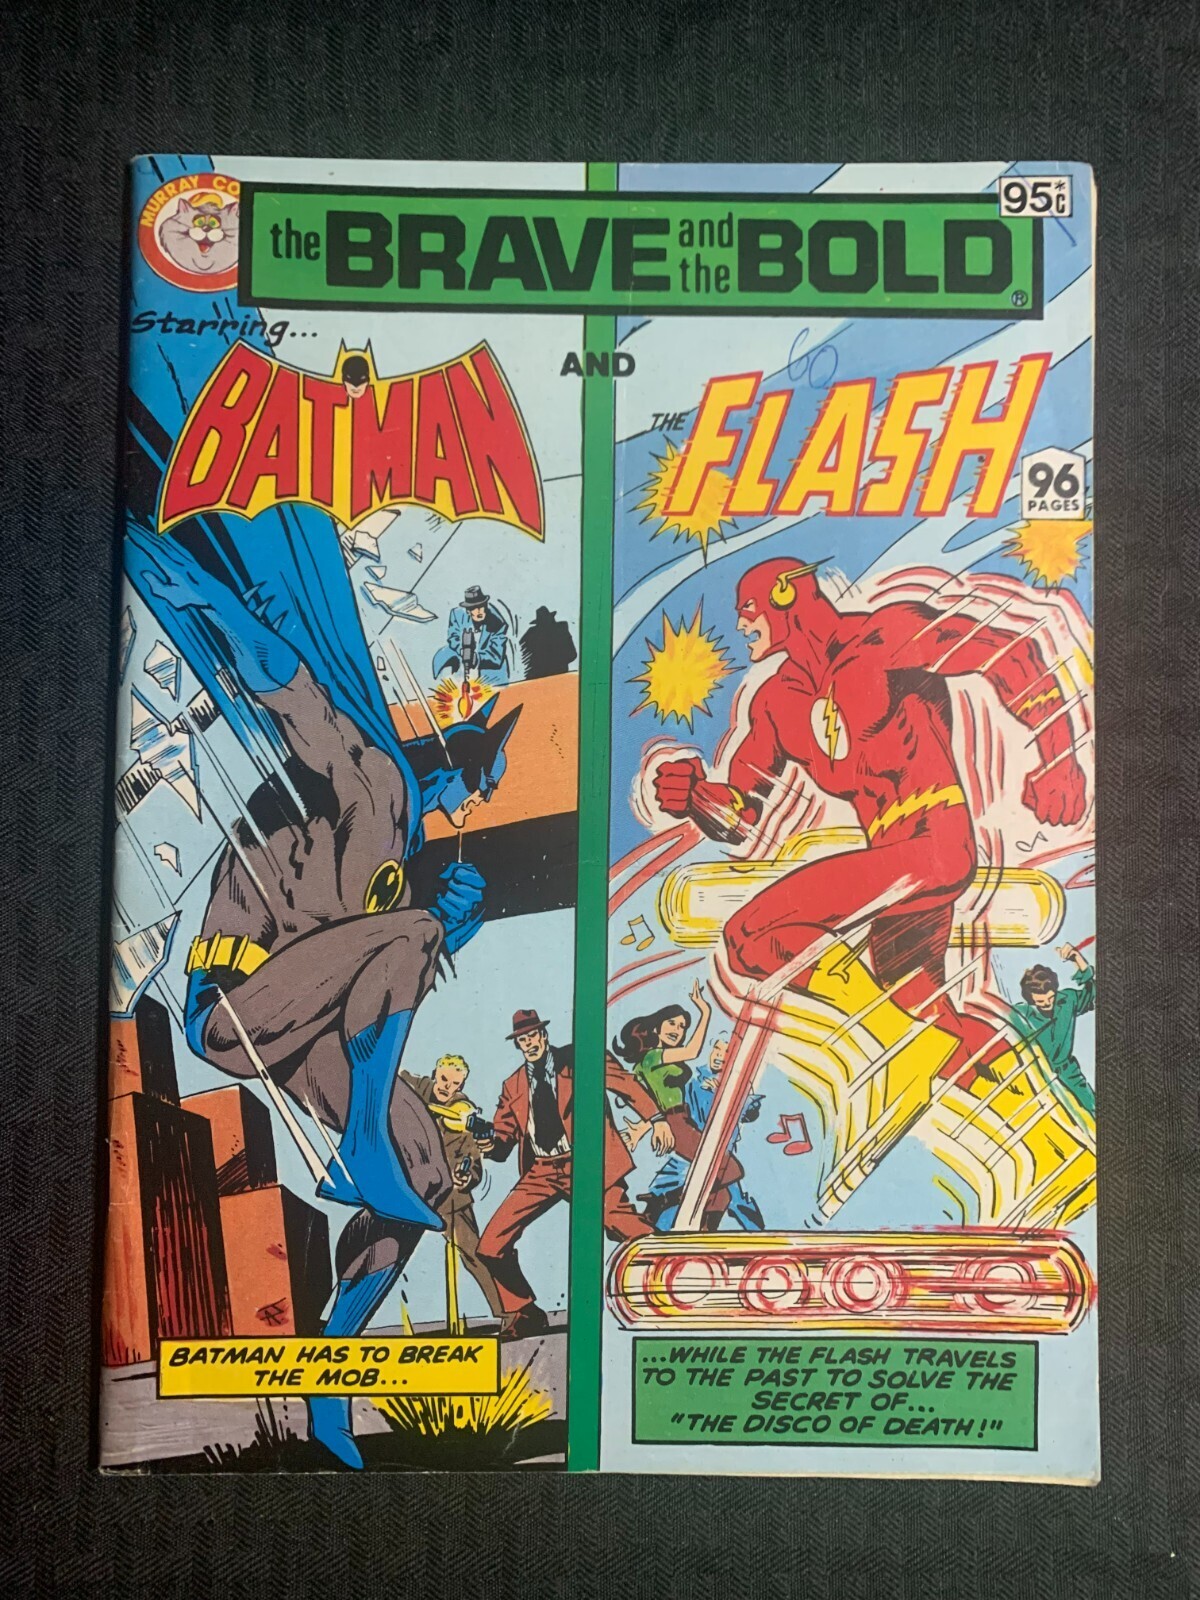 MURRAY CO
the BRAVE and the BOLD ®
95*c
Starring...
BATMAN
AND
THE FLASH
60
96
PAGES
BATMAN HAS TO BREAK
THE MOB...
...WHILE THE FLASH TRAVELS
TO THE PAST TO SOLVE THE
SECRET OF...
"THE DISCO OF DEATH!"